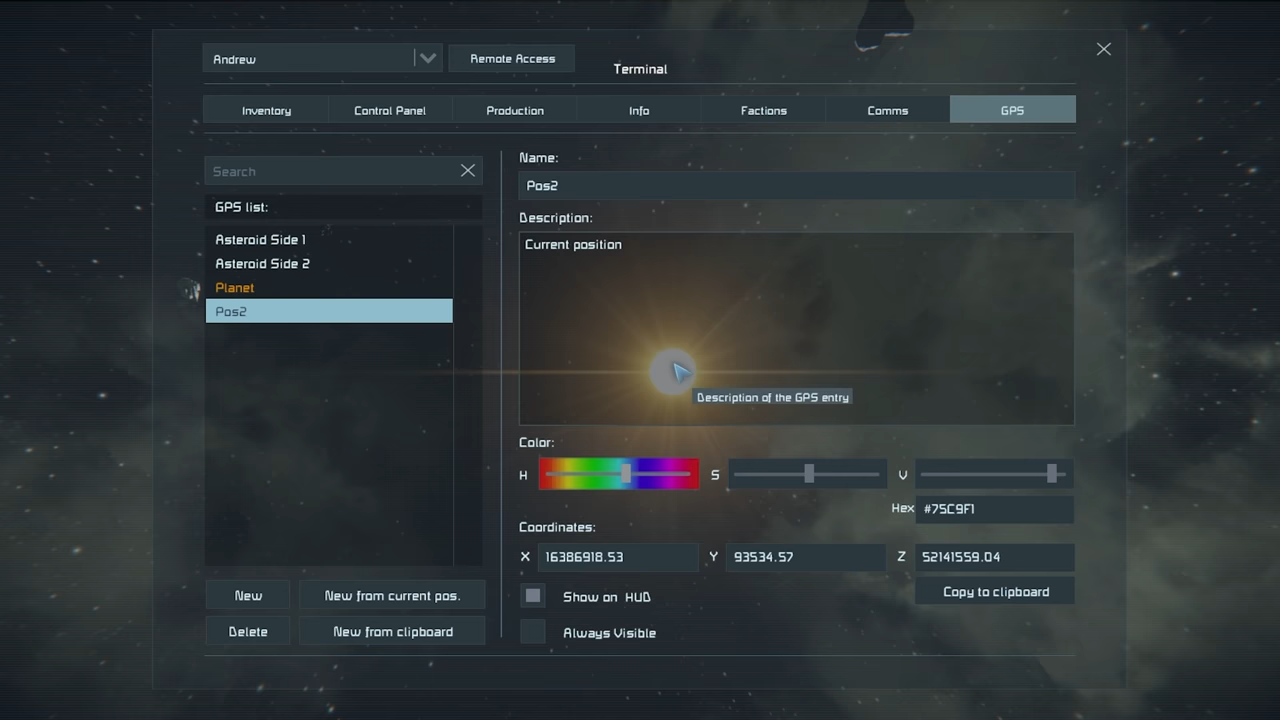 Andrew
Remote Access
Terminal
Inventory
Control Panel
Production
Info
Factions
Comms
GPS
Search
GPS list:
Asteroid Side 1
Asteroid Side 2
Planet
Pos2
New
New from current pos.
Delete
New from clipboard
Name:
Pos2
Description:
Current position
Description of the GPS entry
Color:
H
S
V
Hex #75C9F1
Coordinates:
X 16386918.53 Y 93534.57 Z 52141559.04
Show on HUD
Copy to clipboard
Always Visible